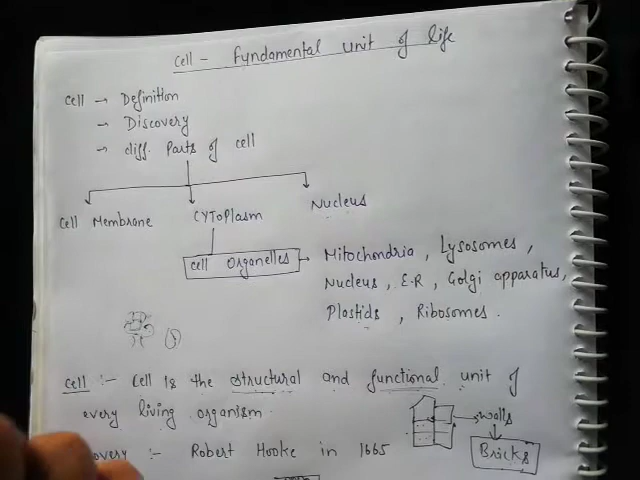 Cell - Fundamental unit of life
Cell → Definition
→ Discovery
→ diff. Parts of cell
Cell Membrane CYToplasm Nucleus
Cell Organelles → Mitochondria, Lysosomes,
Nucleus, E.R, Golgi apparatus,
Plastids, Ribosomes.
Cell :- Cell is the structural and functional unit of
every living organism.
→ walls
overy :- Robert Hooke in 1665
Bricks